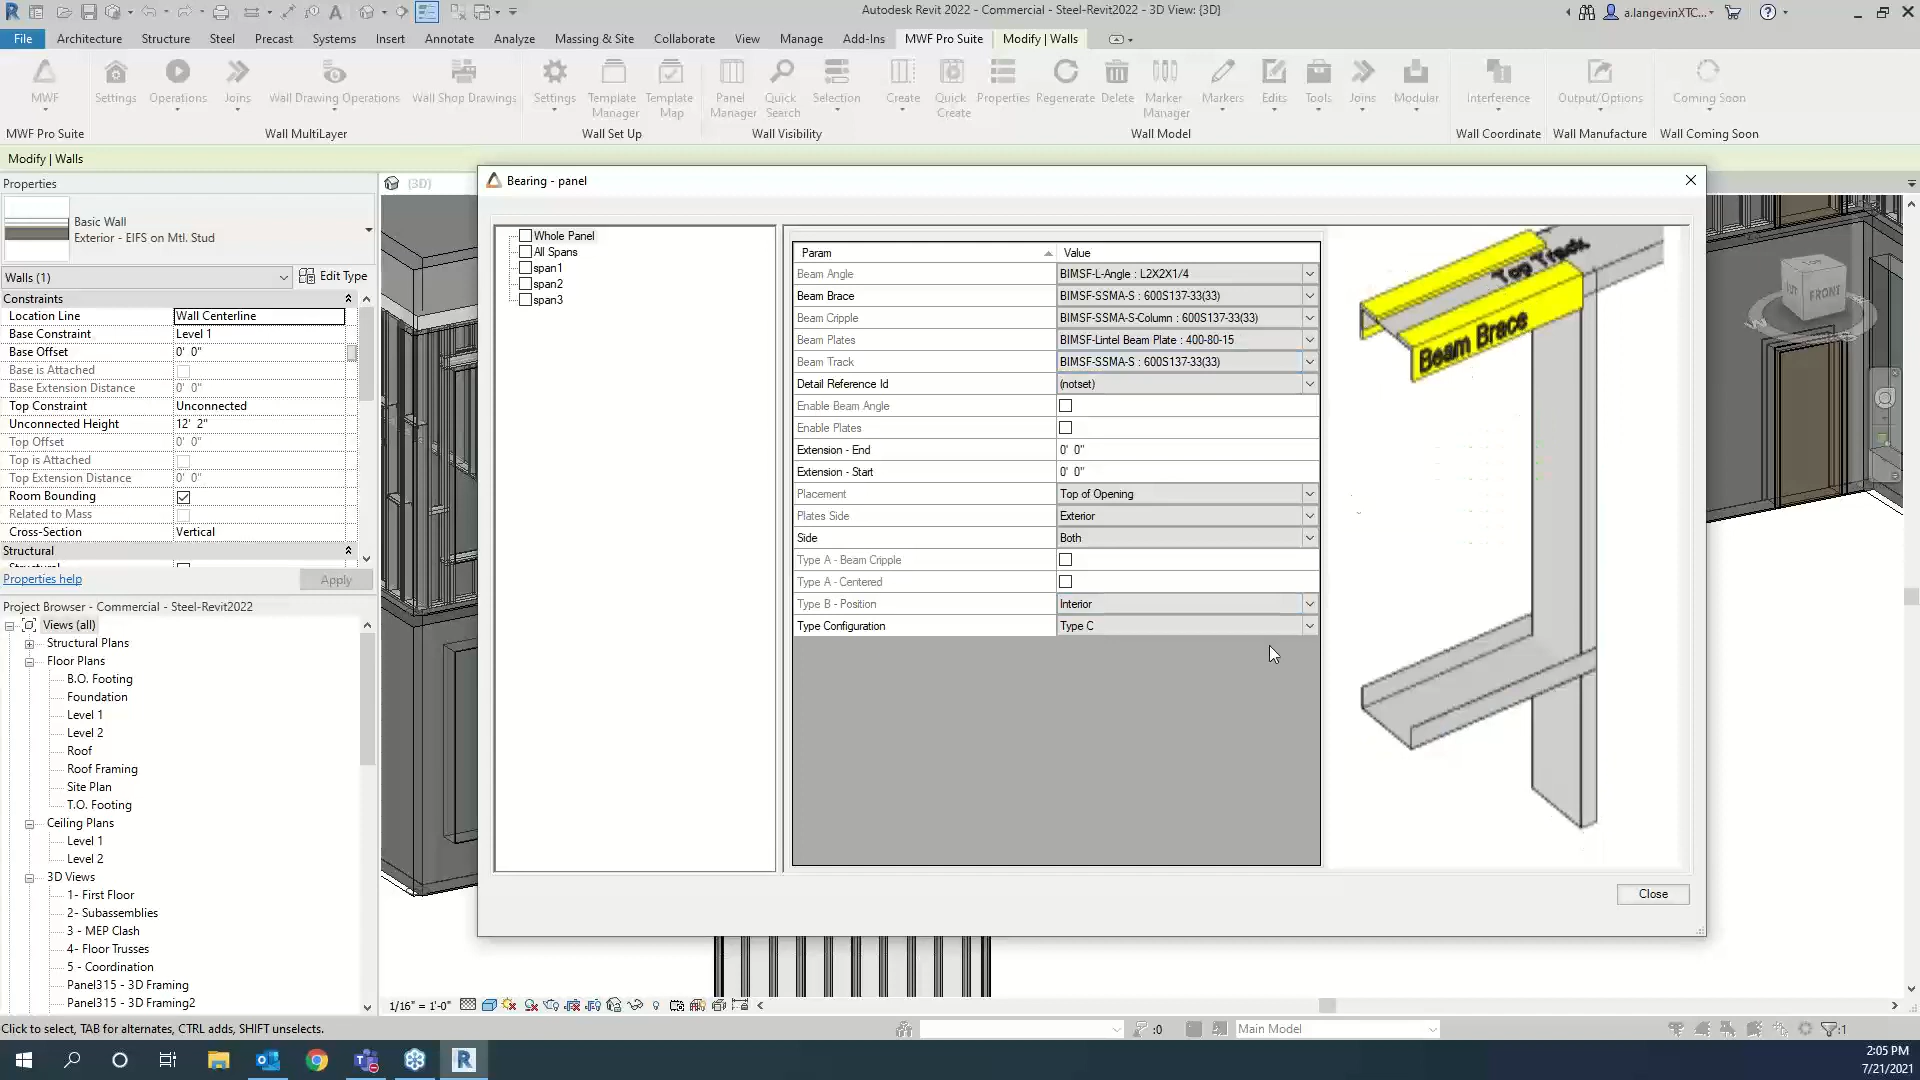 Autodesk Revit 2022 - Commercial - Steel-Revit2022 - 3D View: {3D}
a.langevinXTC...
File Architecture Structure Steel Precast Systems Insert Annotate Analyze Massing & Site Collaborate View Manage Add-Ins MWF Pro Suite Modify | Walls
MWF Settings Operations Joins Wall Drawing Operations Wall Shop Drawings Settings Template Manager Template Map Panel Manager Quick Search Selection Create Quick Create Properties Regenerate Delete Marker Manager Markers Edits Tools Joins Modular Interference Output/Options Coming Soon
MWF Pro Suite Wall MultiLayer Wall Set Up Wall Visibility Wall Model Wall Coordinate Wall Manufacture Wall Coming Soon
Modify | Walls
Properties
Basic Wall
Exterior - EIFS on Mtl. Stud
Walls (1) Edit Type
Constraints
Location Line Wall Centerline
Base Constraint Level 1
Base Offset 0' 0"
Base is Attached
Base Extension Distance 0' 0"
Top Constraint Unconnected
Unconnected Height 12' 2"
Top Offset 0' 0"
Top is Attached
Top Extension Distance 0' 0"
Room Bounding
Related to Mass
Cross-Section Vertical
Structural
Properties help Apply
Project Browser - Commercial - Steel-Revit2022
Views (all)
Structural Plans
Floor Plans
B.O. Footing
Foundation
Level 1
Level 2
Roof
Roof Framing
Site Plan
T.O. Footing
Ceiling Plans
Level 1
Level 2
3D Views
1- First Floor
2- Subassemblies
3 - MEP Clash
4- Floor Trusses
5 - Coordination
Panel315 - 3D Framing
Panel315 - 3D Framing2
{3D}
Bearing - panel
Whole Panel
All Spans
span1
span2
span3
Param Value
Beam Angle BIMSF-L-Angle : L2X2X1/4
Beam Brace BIMSF-SSMA-S : 600S137-33(33)
Beam Cripple BIMSF-SSMA-S-Column : 600S137-33(33)
Beam Plates BIMSF-Lintel Beam Plate : 400-80-15
Beam Track BIMSF-SSMA-S : 600S137-33(33)
Detail Reference Id (notset)
Enable Beam Angle
Enable Plates
Extension - End 0' 0"
Extension - Start 0' 0"
Placement Top of Opening
Plates Side Exterior
Side Both
Type A - Beam Cripple
Type A - Centered
Type B - Position Interior
Type Configuration Type C
Top Track
Beam Brace
Close
FRONT
1/16" = 1'-0"
Click to select, TAB for alternates, CTRL adds, SHIFT unselects.
:0
Main Model
:1
2:05 PM
7/21/2021